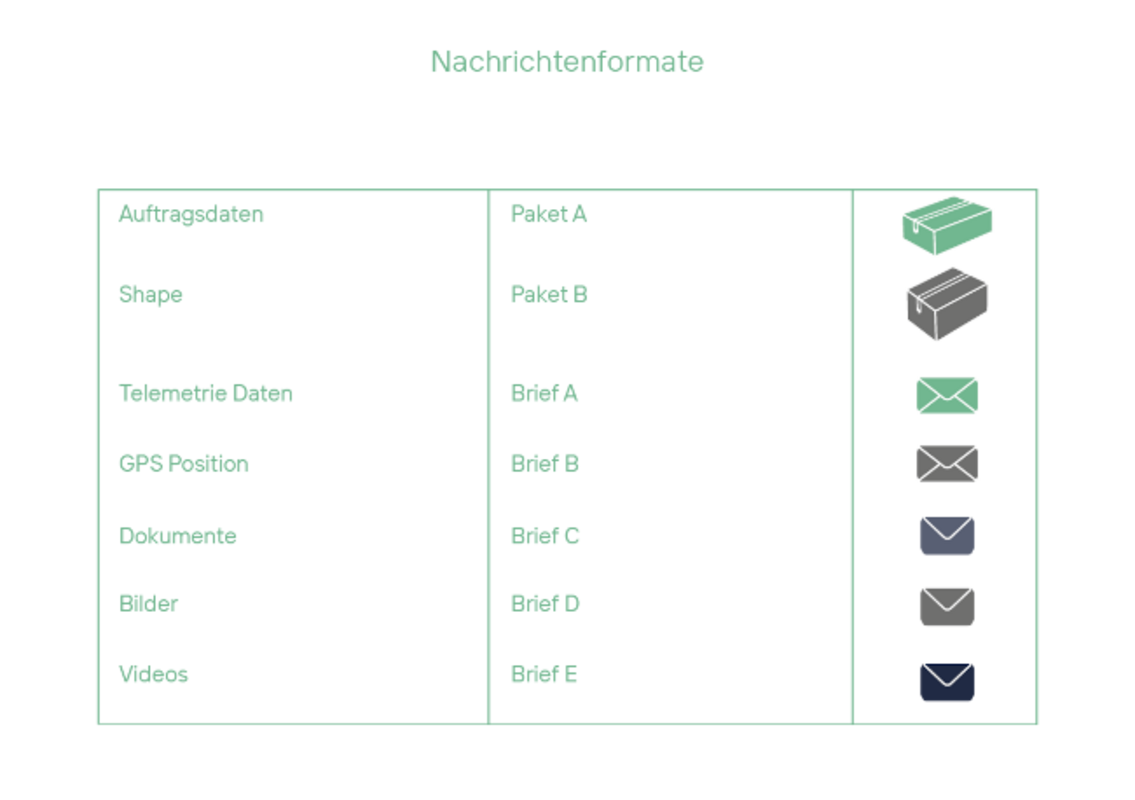 Nachrichtenformate
Auftragsdaten Paket A
Shape Paket B
Telemetrie Daten Brief A
GPS Position Brief B
Dokumente Brief C
Bilder Brief D
Videos Brief E